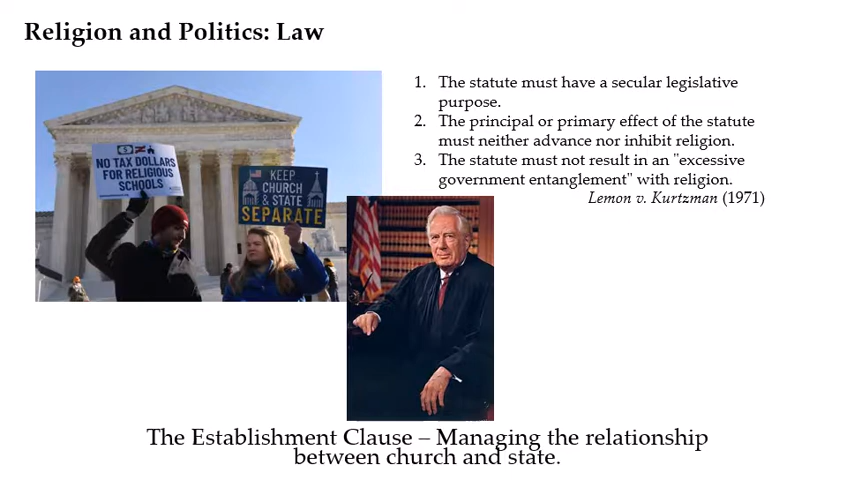 Religion and Politics: Law
NO TAX DOLLARS
FOR RELIGIOUS
SCHOOLS
KEEP
CHURCH
& STATE
SEPARATE
1. The statute must have a secular legislative
purpose.
2. The principal or primary effect of the statute
must neither advance nor inhibit religion.
3. The statute must not result in an "excessive
government entanglement" with religion.
Lemon v. Kurtzman (1971)
The Establishment Clause – Managing the relationship
between church and state.